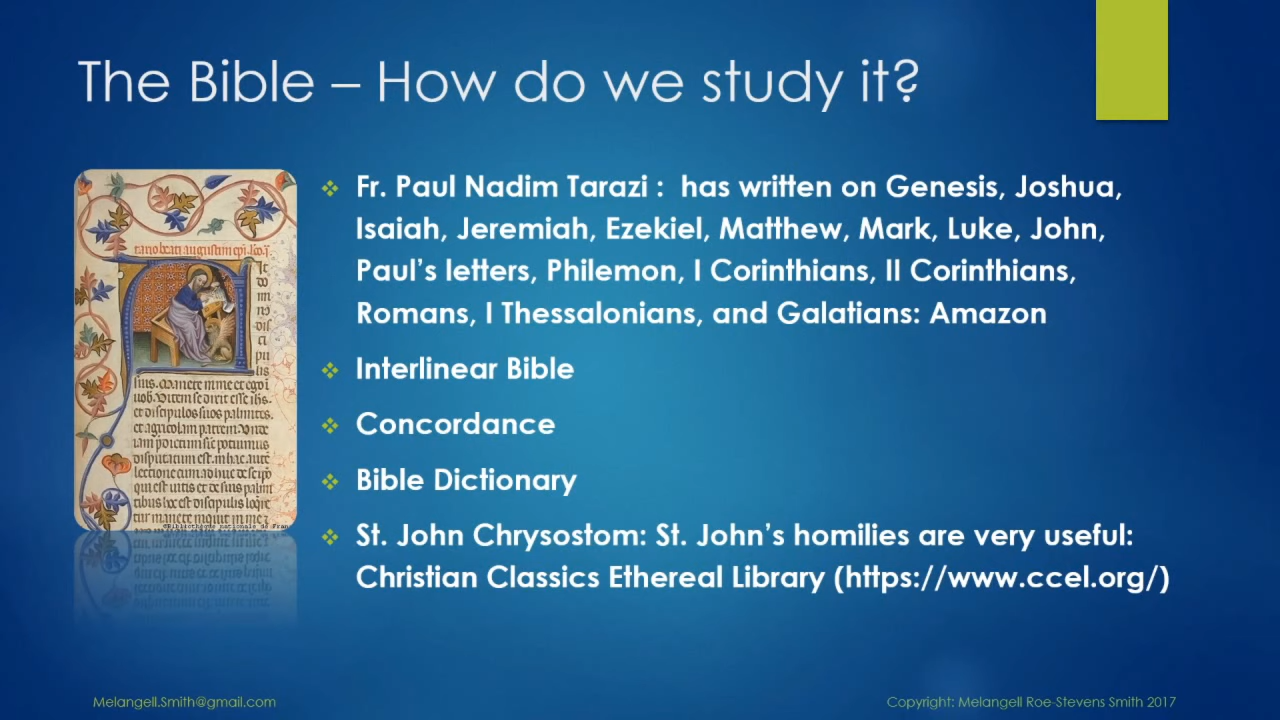 The Bible – How do we study it?
Fr. Paul Nadim Tarazi :  has written on Genesis, Joshua,
Isaiah, Jeremiah, Ezekiel, Matthew, Mark, Luke, John,
Paul’s letters, Philemon, I Corinthians, II Corinthians,
Romans, I Thessalonians, and Galatians: Amazon
Interlinear Bible
Concordance
Bible Dictionary
St. John Chrysostom: St. John’s homilies are very useful:
Christian Classics Ethereal Library (https://www.ccel.org/)
Melangell.Smith@gmail.com
Copyright: Melangell Roe-Stevens Smith 2017